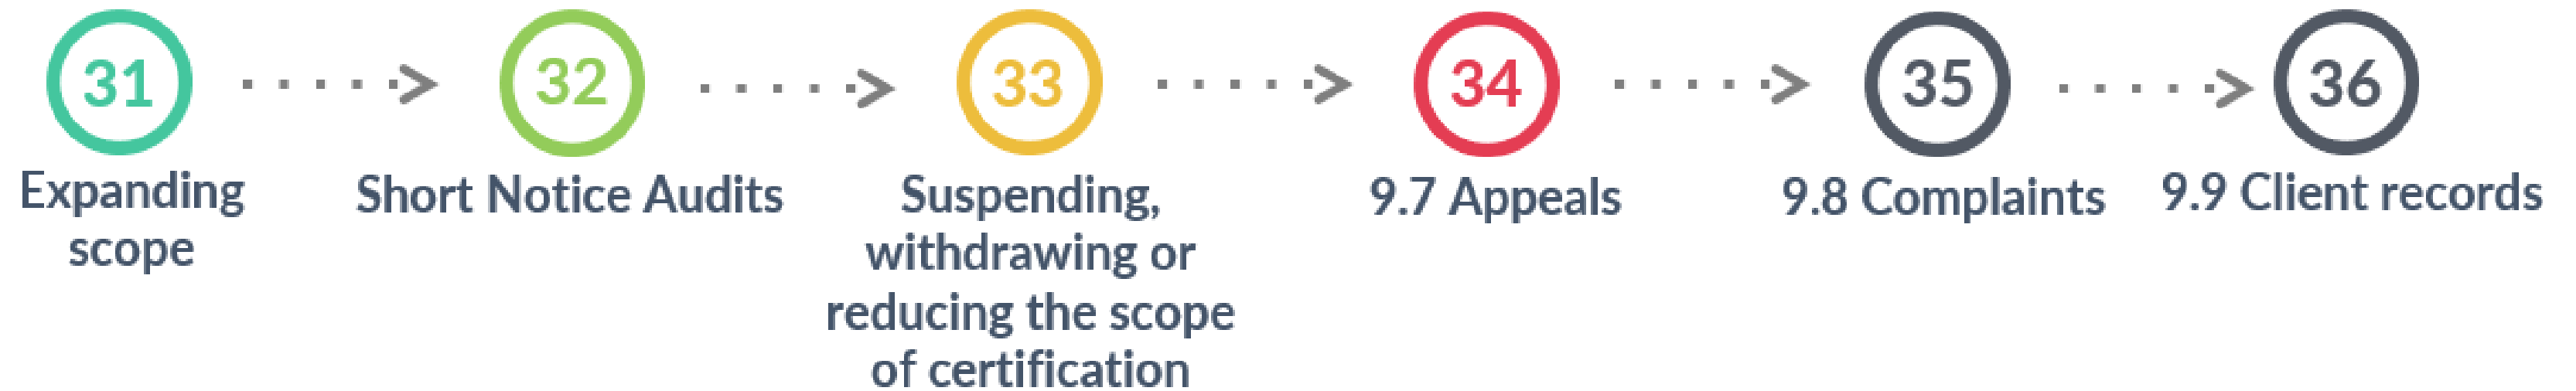 31
32
33
34
35
36
Expanding
scope
Short Notice Audits
Suspending,
withdrawing or
reducing the scope
of certification
9.7 Appeals
9.8 Complaints
9.9 Client records